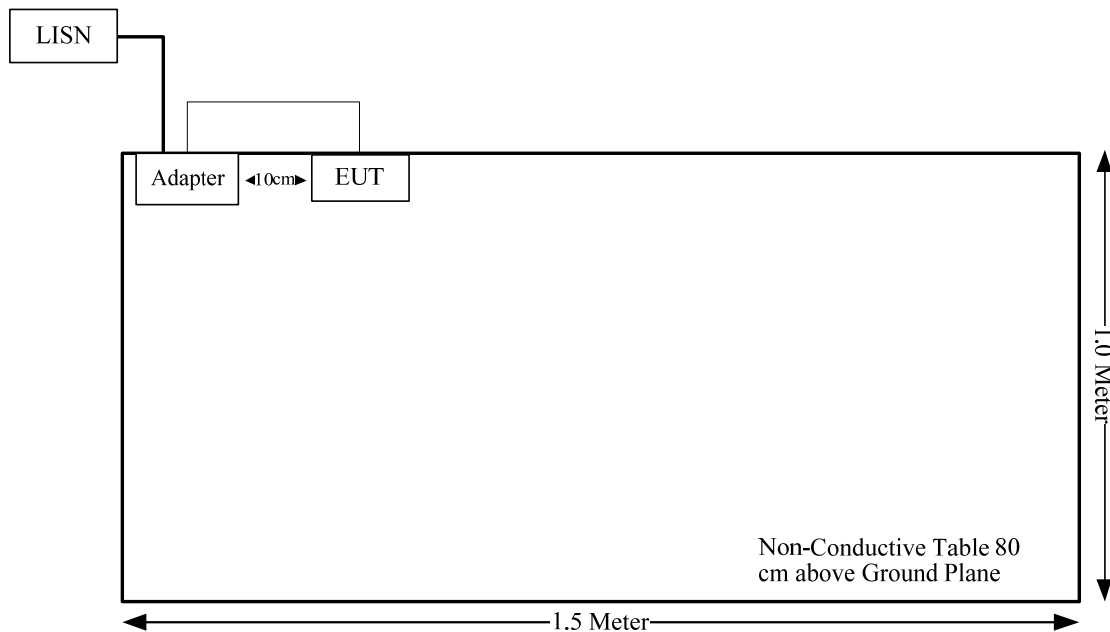 LISN
Adapter
10cm
EUT
1.0 Meter
Non-Conductive Table 80
cm above Ground Plane
1.5 Meter